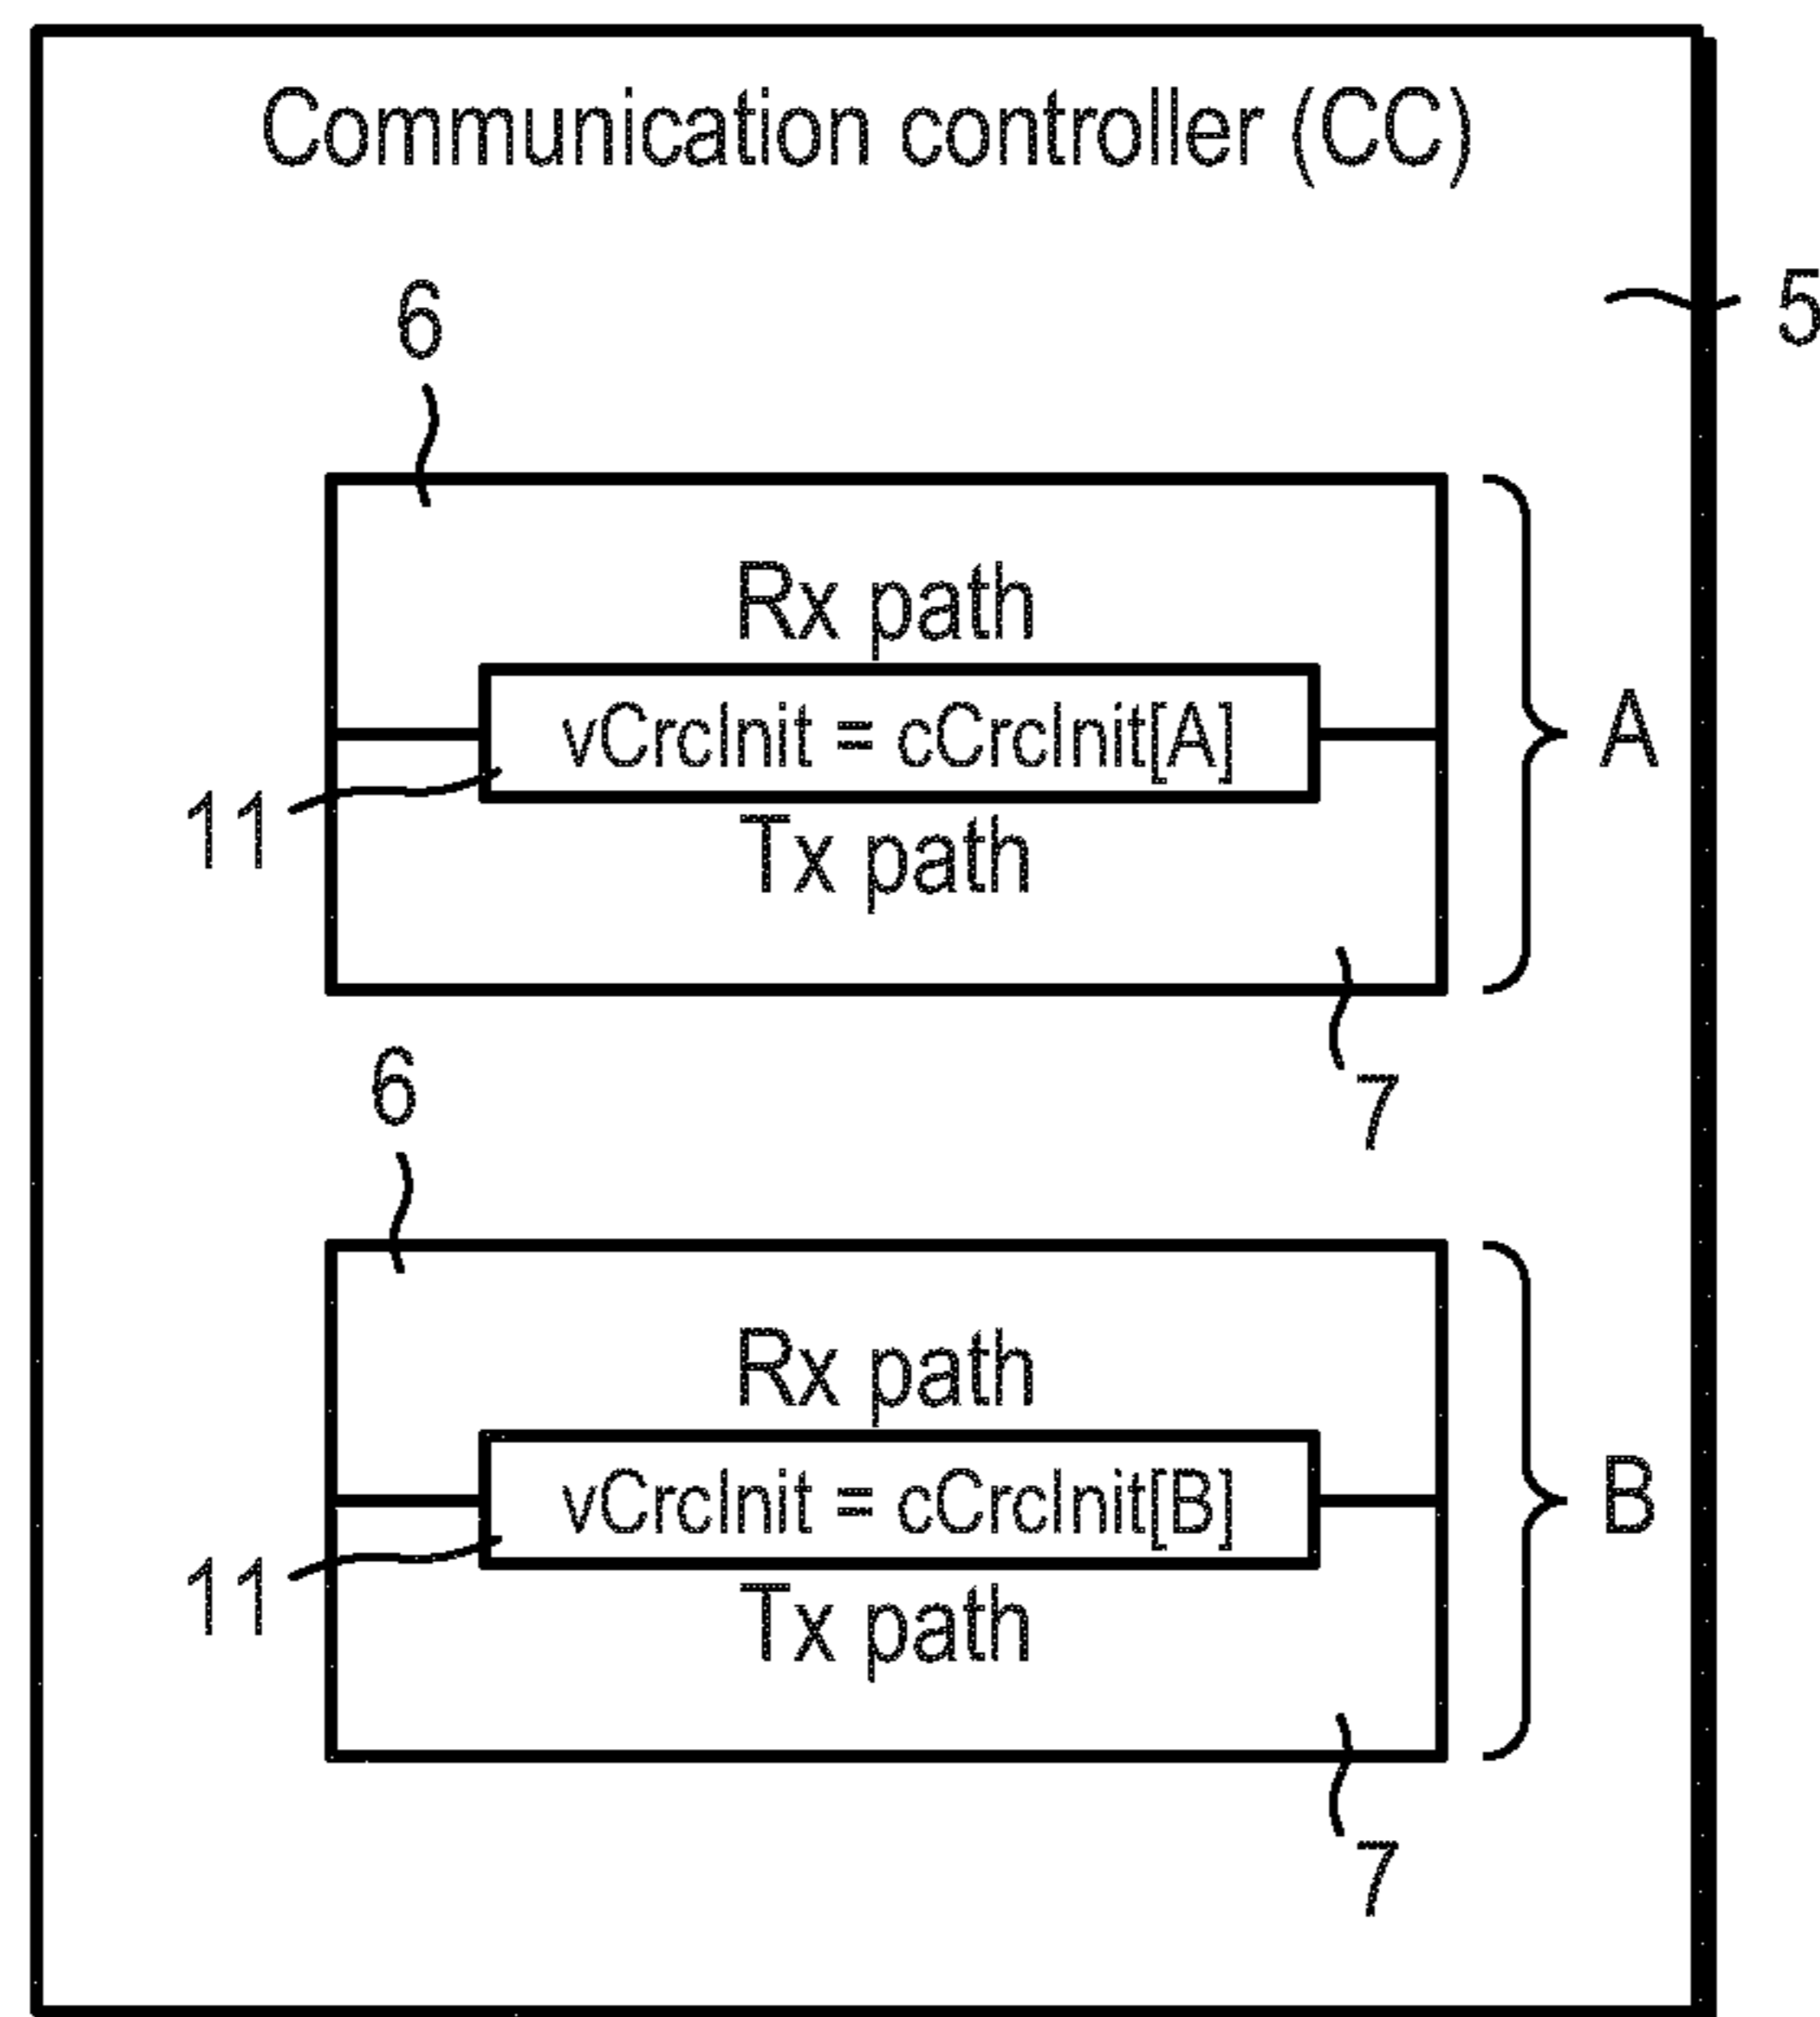 Communication controller (CC)
5
6
Rx path
vCrcInit = cCrcInit[A]
A
11
Tx path
7
6
Rx path
vCrcInit = cCrcInit[B]
B
11
Tx path
7